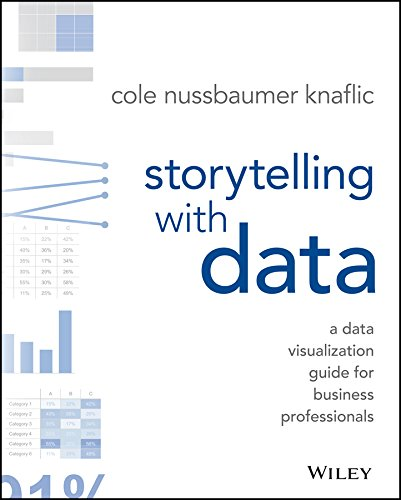 cole nussbaumer knaflic
storytelling
with
data
a data
visualization
guide for
business
professionals
A B C
15% 22% 42%
40% 36% 20%
35% 17% 34%
30% 29% 26%
55% 30% 58%
11% 25% 49%
A B C
Category 1 15% 22% 42%
Category 2 40% 36% 20%
Category 3 35% 17% 34%
Category 4 30% 29% 26%
Category 5 55% 30% 58%
Category 6 11% 25% 49%
91%
WILEY